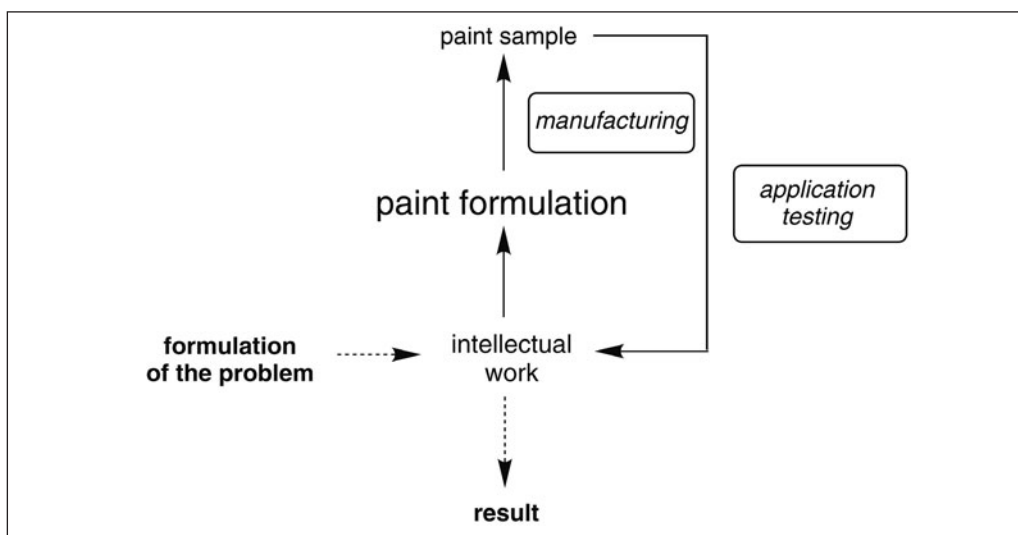 paint sample
manufacturing
application
testing
paint formulation
formulation
of the problem
intellectual
work
result